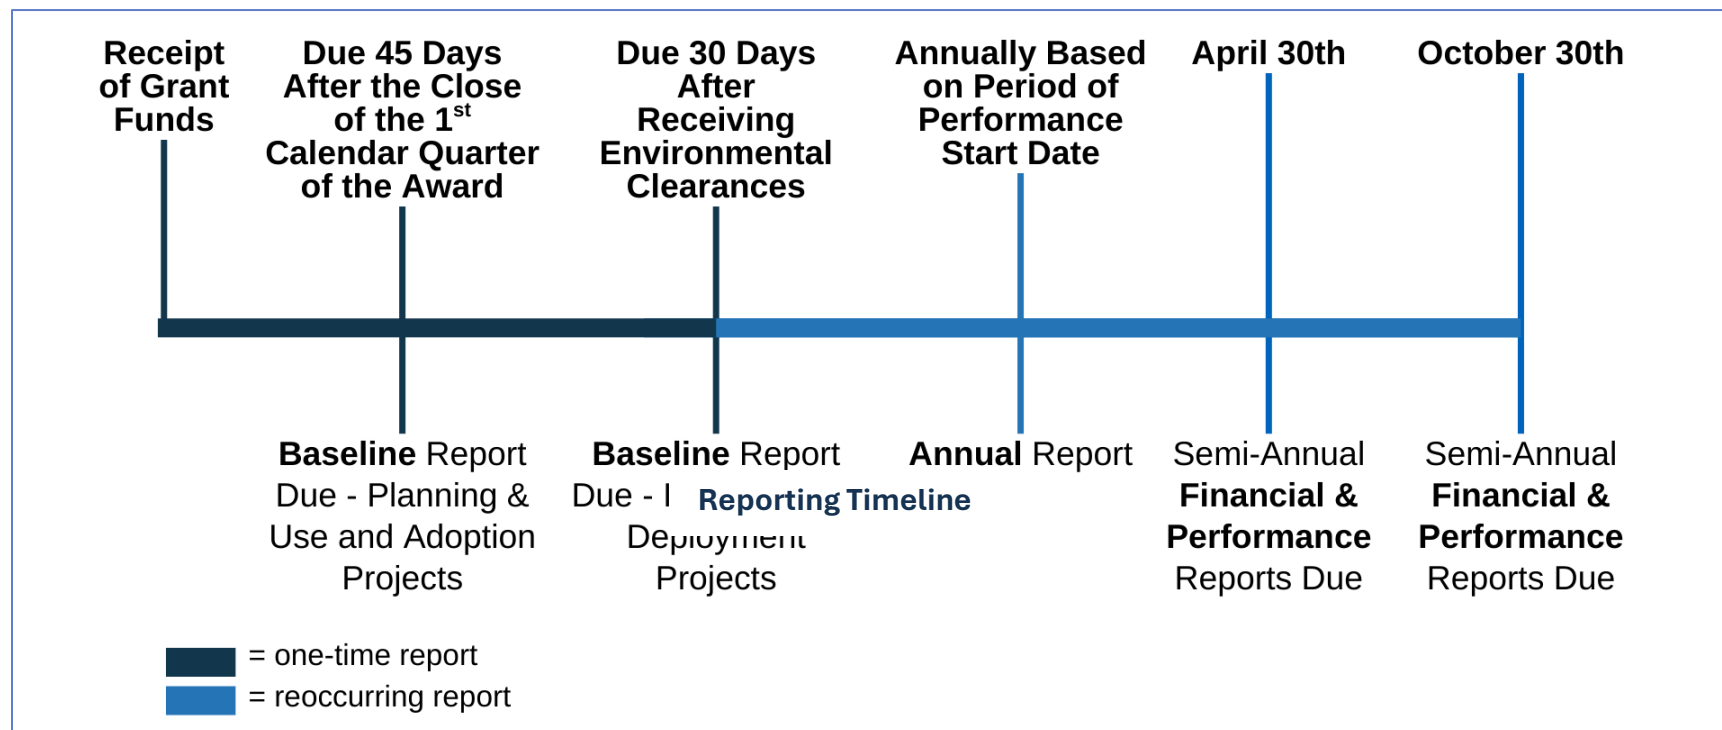 Receipt
of Grant
Funds
Due 45 Days
After the Close
of the 1st
Calendar Quarter
of the Award
Due 30 Days
After
Receiving
Environmental
Clearances
Annually Based
on Period of
Performance
Start Date
April 30th
October 30th
Baseline Report
Due - Planning &
Use and Adoption
Projects
Baseline Report
Due -
Deployment
Projects
Reporting Timeline
Annual Report
Semi-Annual
Financial &
Performance
Reports Due
Semi-Annual
Financial &
Performance
Reports Due
= one-time report
= reoccurring report